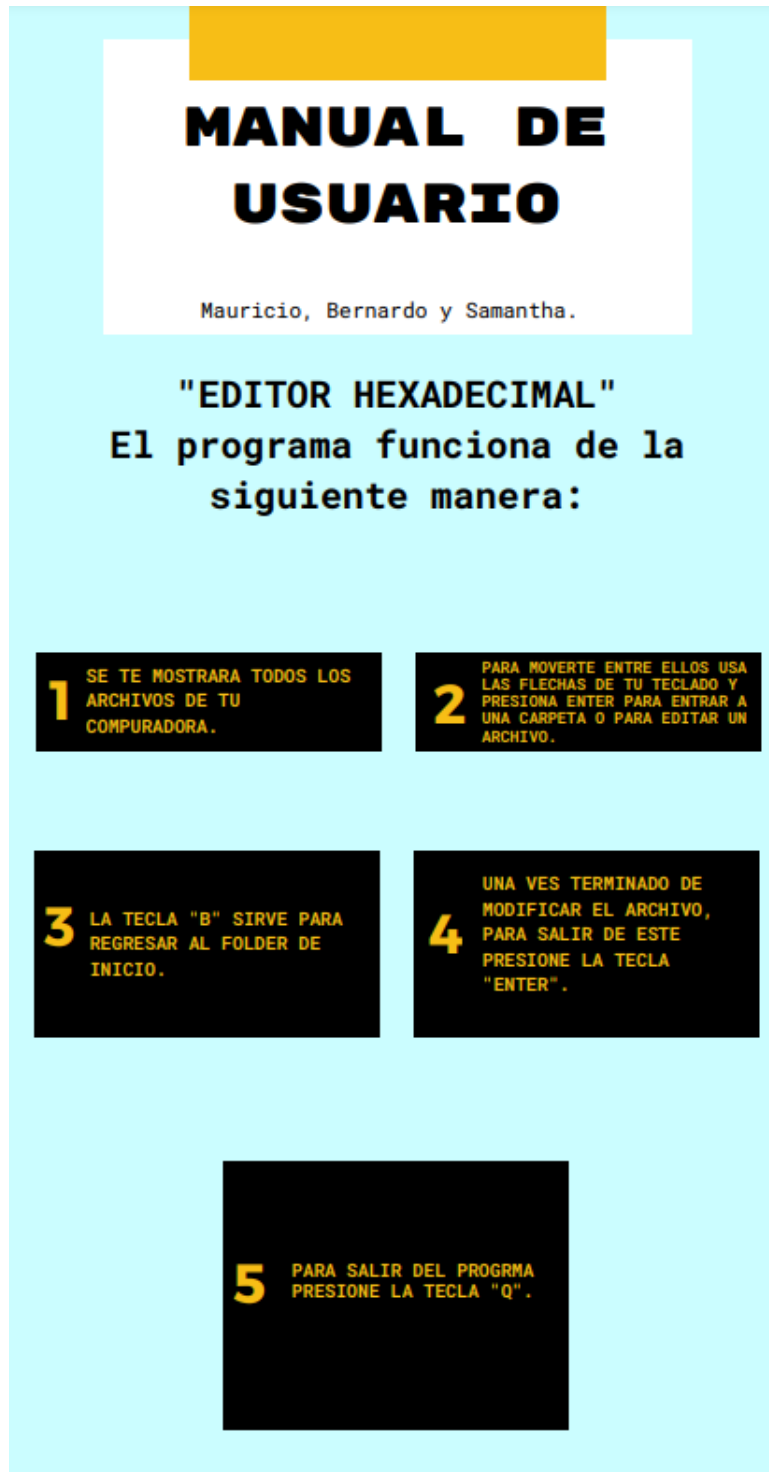 MANUAL DE
USUARIO
Mauricio, Bernardo y Samantha.
"EDITOR HEXADECIMAL"
El programa funciona de la
siguiente manera:
1
SE TE MOSTRARA TODOS LOS
ARCHIVOS DE TU
COMPURADORA.
2
PARA MOVERTE ENTRE ELLOS USA
LAS FLECHAS DE TU TECLADO Y
PRESIONA ENTER PARA ENTRAR A
UNA CARPETA O PARA EDITAR UN
ARCHIVO.
3
LA TECLA "B" SIRVE PARA
REGRESAR AL FOLDER DE
INICIO.
4
UNA VES TERMINADO DE
MODIFICAR EL ARCHIVO,
PARA SALIR DE ESTE
PRESIONE LA TECLA
"ENTER".
5
PARA SALIR DEL PROGRMA
PRESIONE LA TECLA "Q".